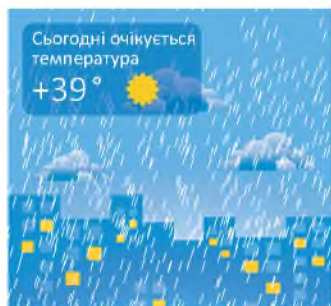 Сьогодні очікується
температура
+39°